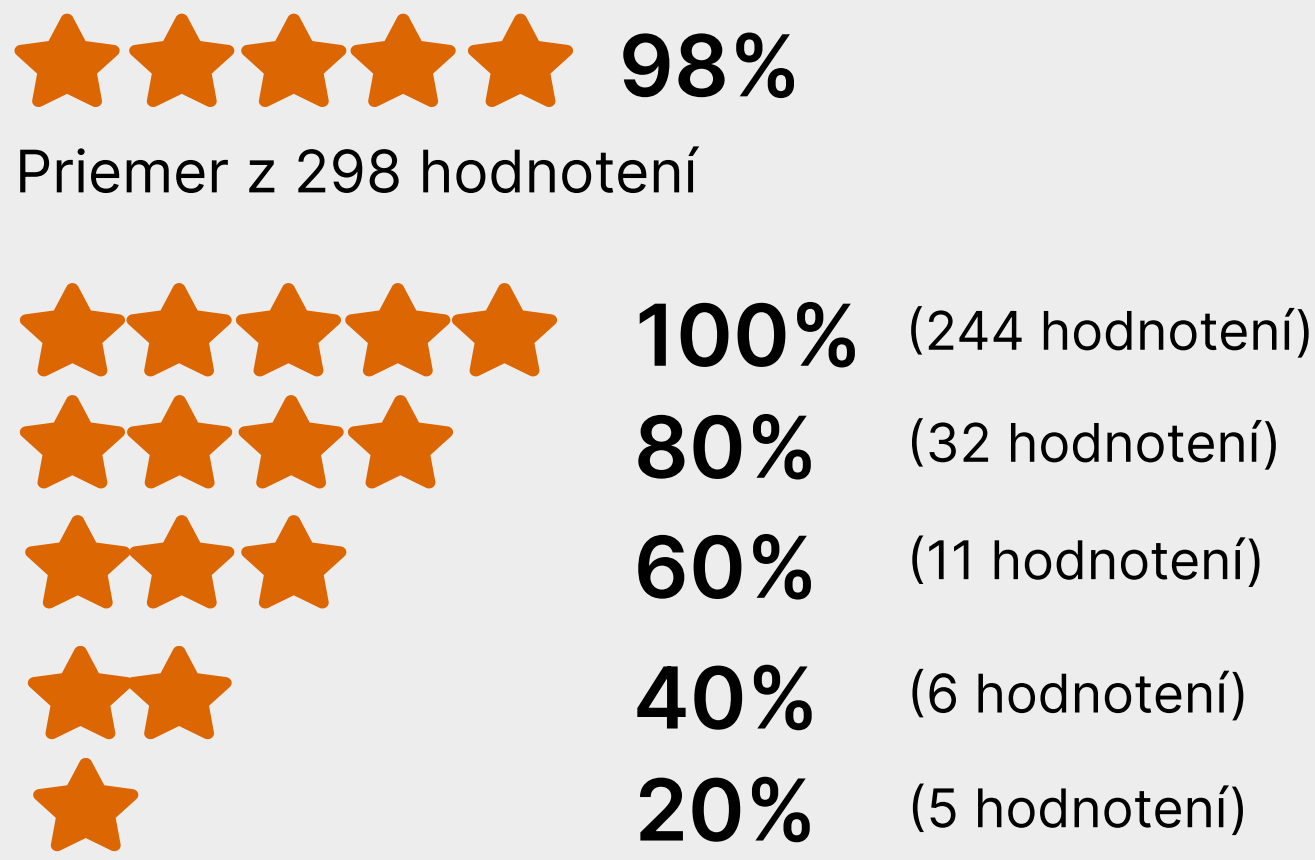 98%
Priemer z 298 hodnotení
100% (244 hodnotení)
80% (32 hodnotení)
60% (11 hodnotení)
40% (6 hodnotení)
20% (5 hodnotení)